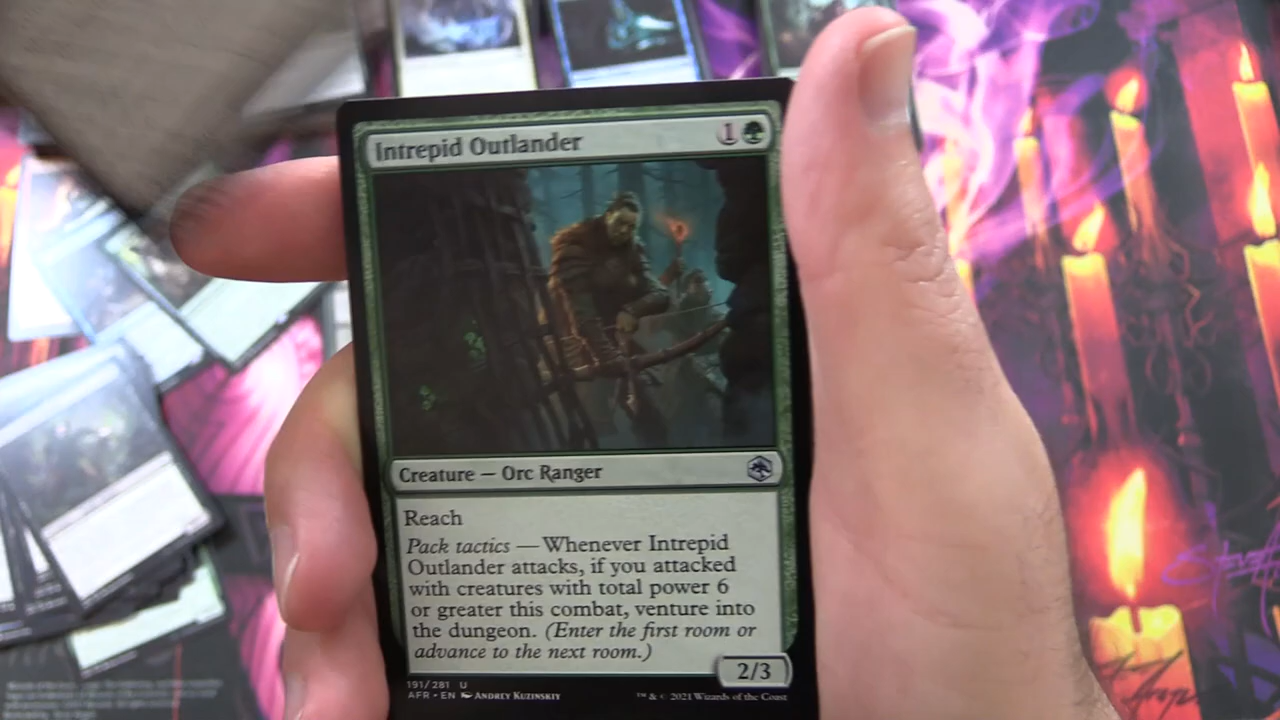 Intrepid Outlander
1
Creature — Orc Ranger
Reach
Pack tactics — Whenever Intrepid
Outlander attacks, if you attacked
with creatures with total power 6
or greater this combat, venture into
the dungeon. (Enter the first room or
advance to the next room.)
2/3
191/281 U
AFR • EN ANDREY KUZINSKIY
™ & © 2021 Wizards of the Coast